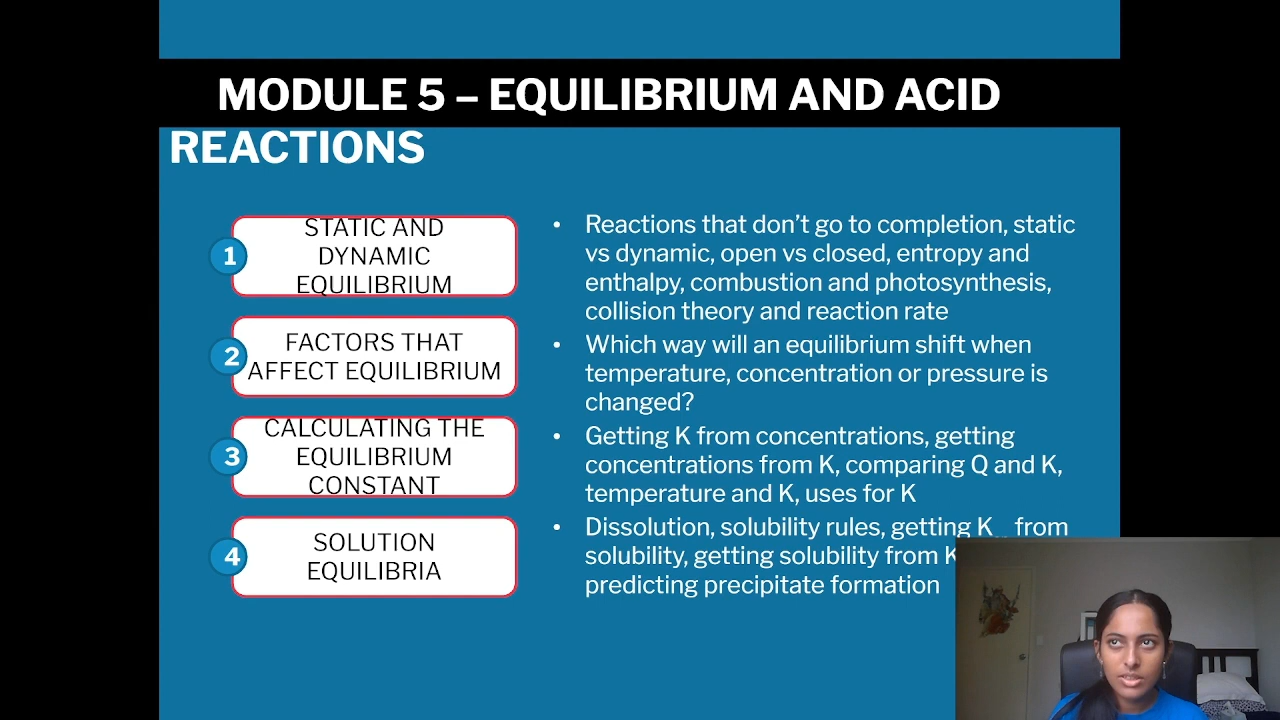 MODULE 5 – EQUILIBRIUM AND ACID
REACTIONS
1
STATIC AND
DYNAMIC
EQUILIBRIUM
2
FACTORS THAT
AFFECT EQUILIBRIUM
3
CALCULATING THE
EQUILIBRIUM
CONSTANT
4
SOLUTION
EQUILIBRIA
• Reactions that don’t go to completion, static
vs dynamic, open vs closed, entropy and
enthalpy, combustion and photosynthesis,
collision theory and reaction rate
• Which way will an equilibrium shift when
temperature, concentration or pressure is
changed?
• Getting K from concentrations, getting
concentrations from K, comparing Q and K,
temperature and K, uses for K
• Dissolution, solubility rules, getting K from
solubility, getting solubility from K
predicting precipitate formation